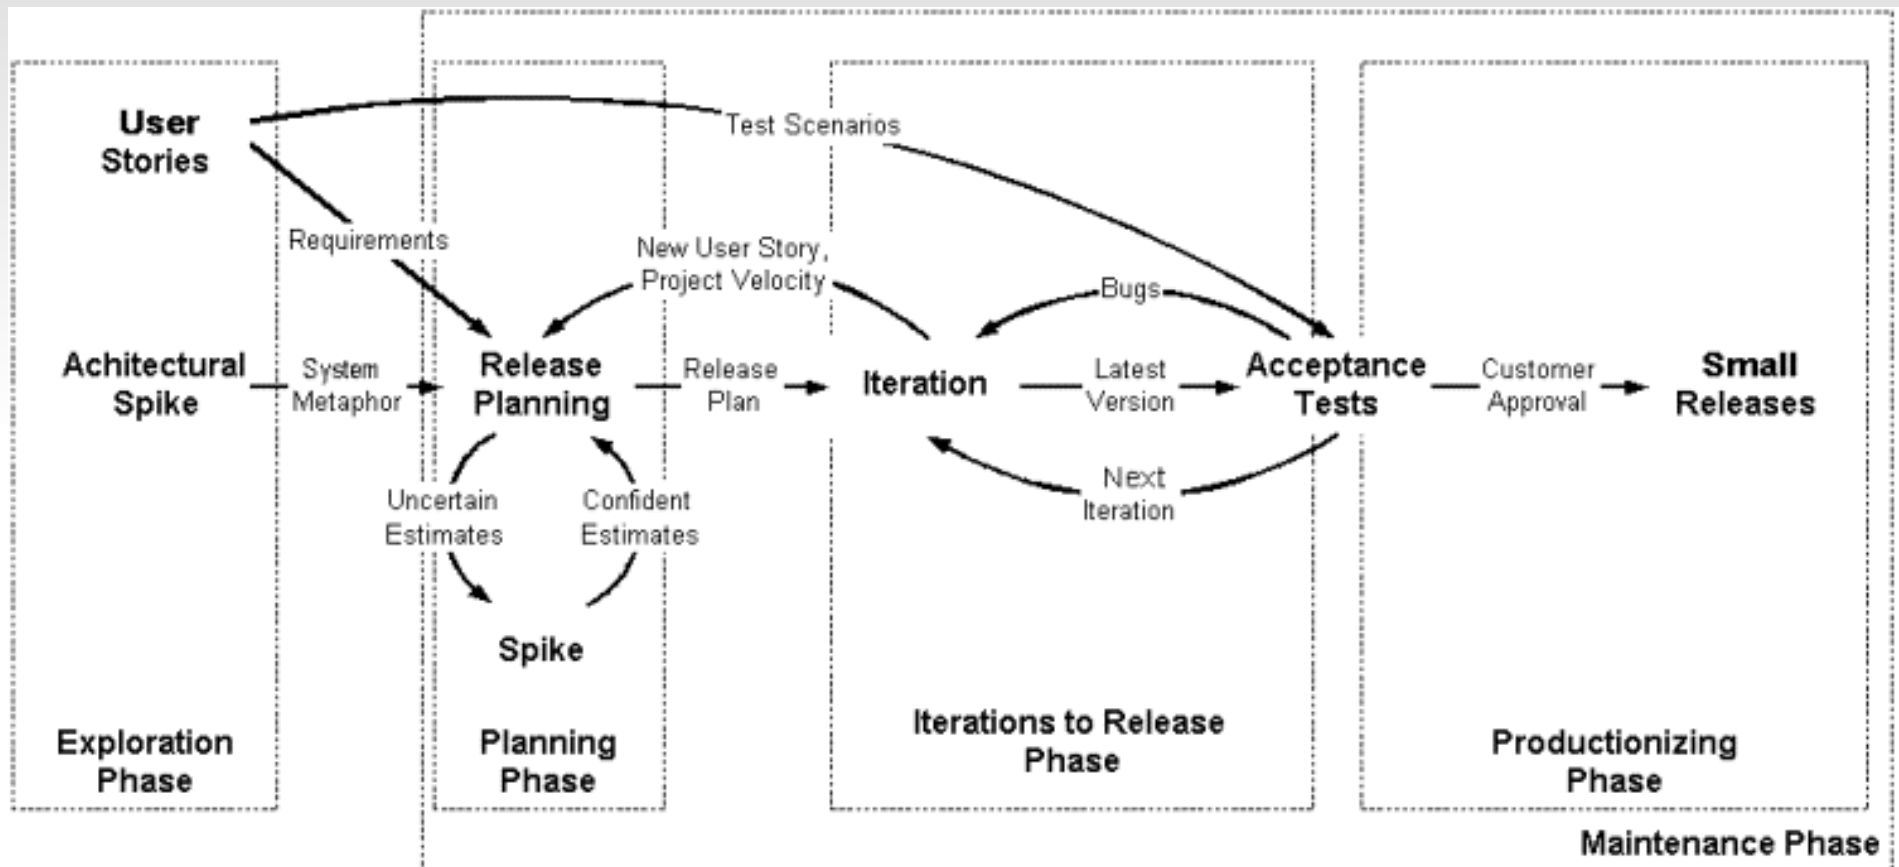 User
Stories
Test Scenarios
Requirements
New User Story,
Project Velocity
Bugs
Achitectural
Spike
System
Metaphor
Release
Planning
Release
Plan
Iteration
Latest
Version
Acceptance
Tests
Customer
Approval
Small
Releases
Uncertain
Estimates
Confident
Estimates
Next
Iteration
Spike
Exploration
Phase
Planning
Phase
Iterations to Release
Phase
Productionizing
Phase
Maintenance Phase